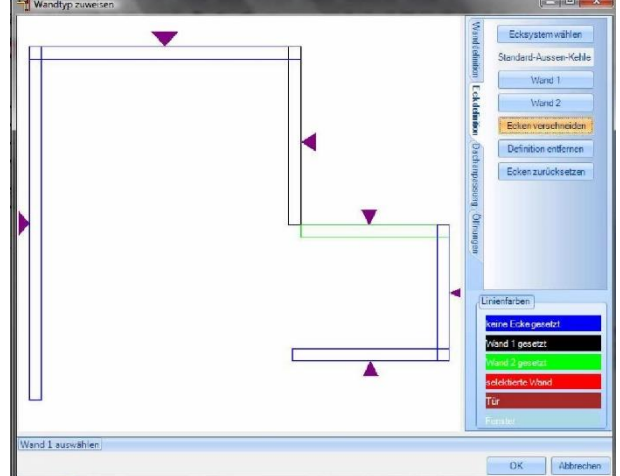 Wandtyp zuweisen
Wanddefinition
Eckdefinition
Dachanpassung
Öffnungen
Ecksystem wählen
Standard-Aussen-Kehle
Wand 1
Wand 2
Ecken verschneiden
Definition entfernen
Ecken zurücksetzen
Linienfarben
keine Ecke gesetzt
Wand 1 gesetzt
Wand 2 gesetzt
selektierte Wand
Tür
Fenster
Wand 1 auswählen
OK
Abbrechen